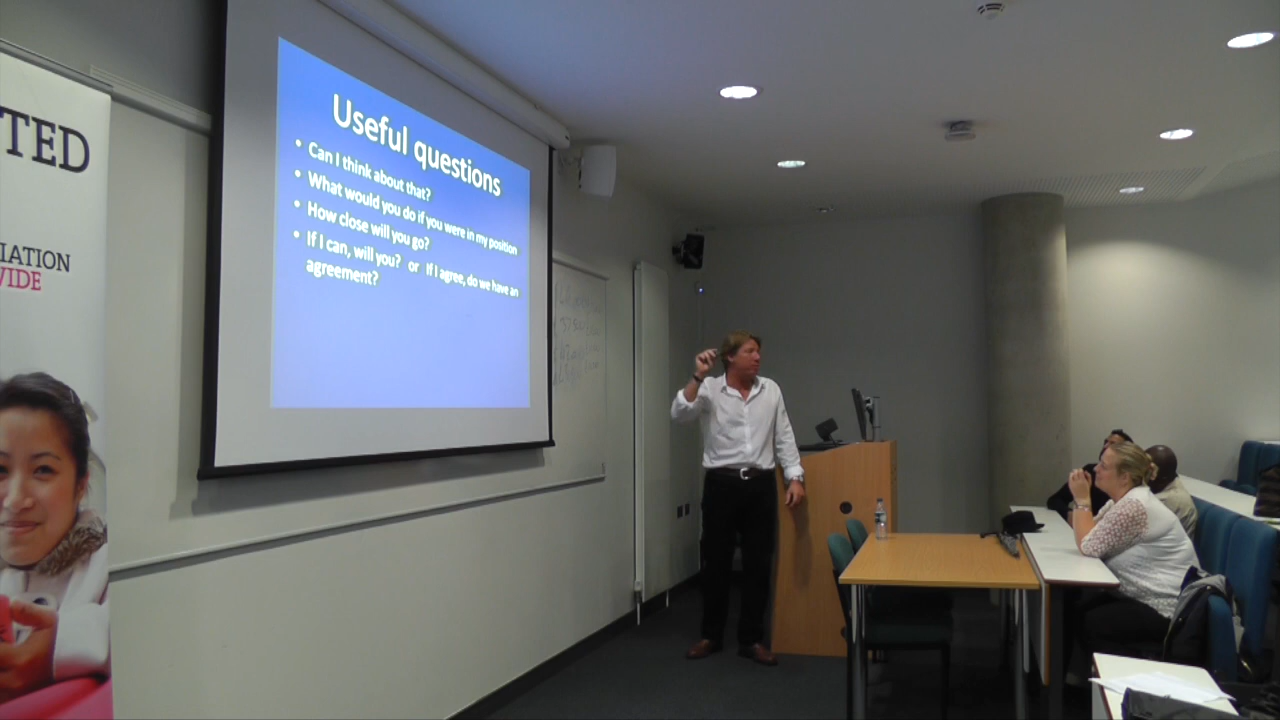 TED
IATION
WIDE
Useful questions
• Can I think about that?
• What would you do if you were in my position
• How close will you go?
• If I can, will you? or If I agree, do we have an
agreement?